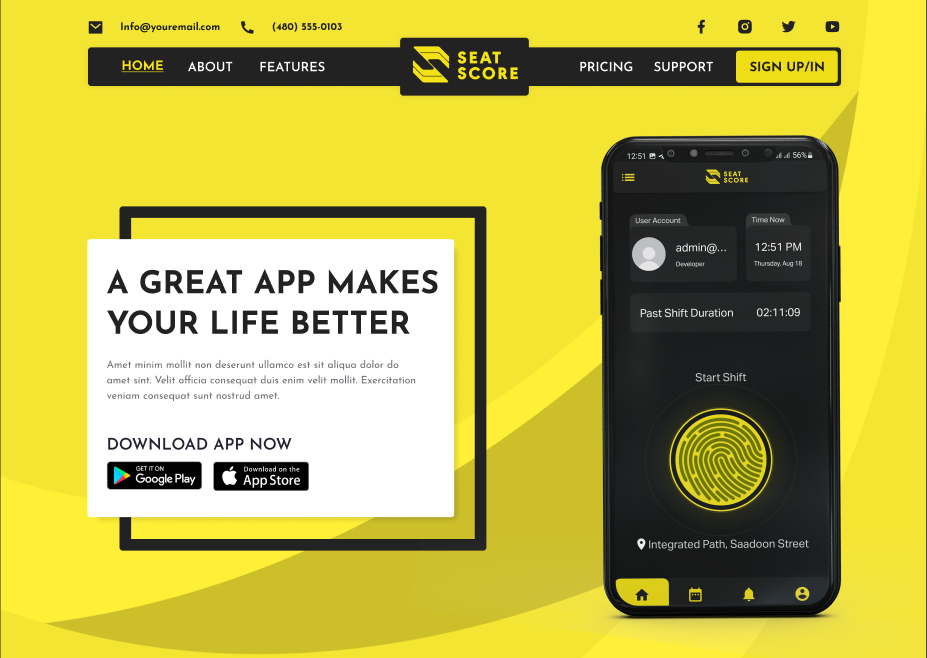 Info@youremail.com
(480) 555-0103
HOME
ABOUT
FEATURES
SEAT
SCORE
PRICING
SUPPORT
SIGN UP/IN
A GREAT APP MAKES
YOUR LIFE BETTER
Amet minim mollit non deserunt ullamco est sit aliqua dolor do
amet sint. Velit officia consequat duis enim velit mollit. Exercitation
veniam consequat sunt nostrud amet.
DOWNLOAD APP NOW
GET IT ON
Google Play
Download on the
App Store
12:51
56%
SEAT
SCORE
User Account
admin@...
Developer
Time Now
12:51 PM
Thursday, Aug 18
Past Shift Duration
02:11:09
Start Shift
Integrated Path, Saadoon Street